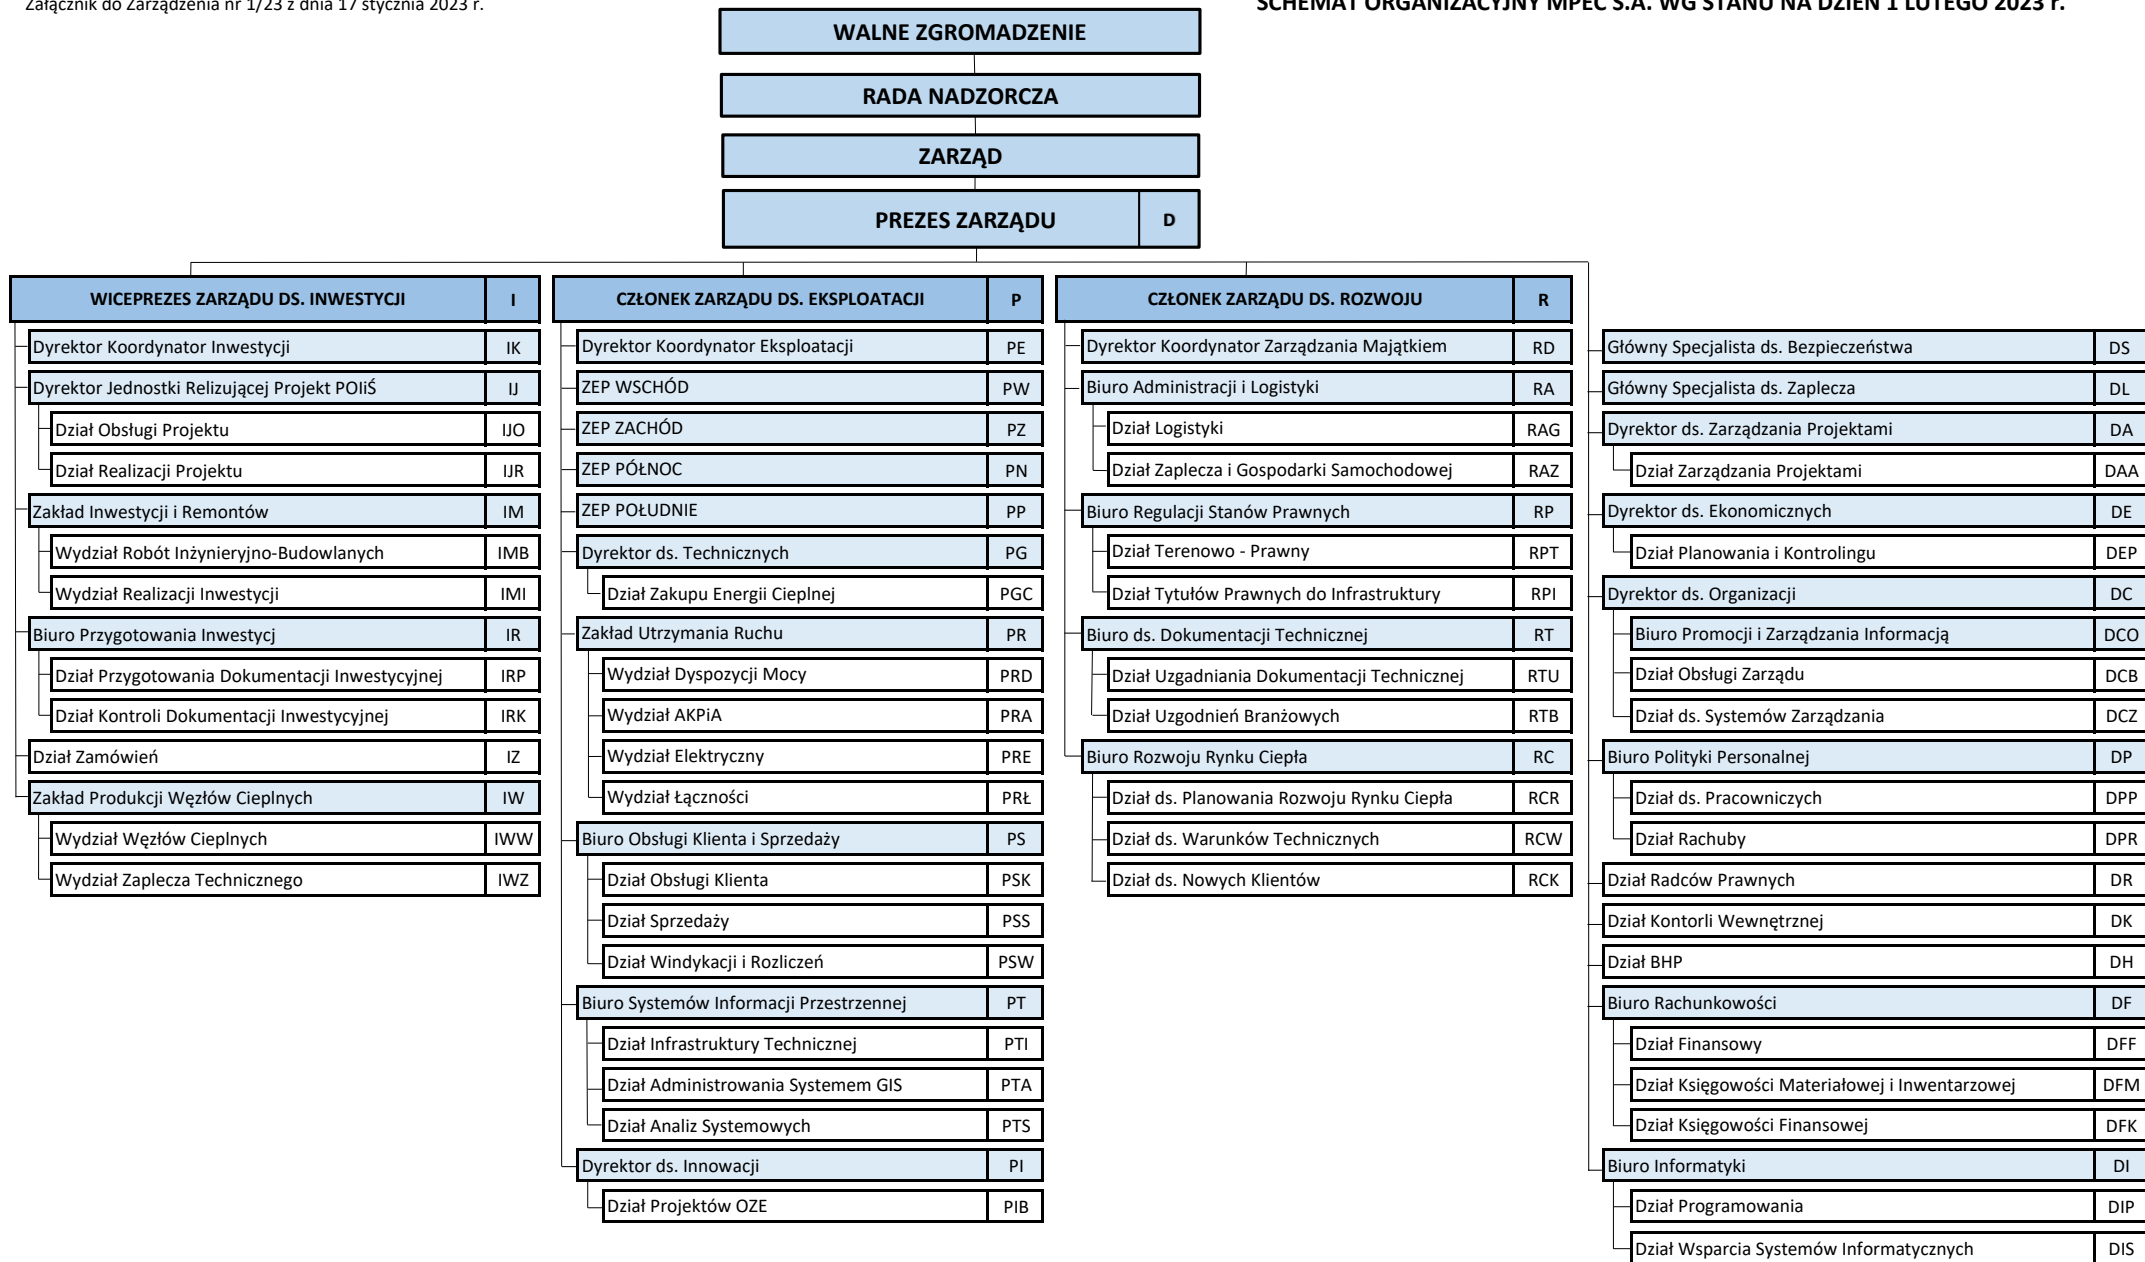 Załącznik do Zarządzenia nr 1/23 z dnia 17 stycznia 2023 r.
SCHEMAT ORGANIZACYJNY MPEC S.A. WG STANU NA DZIEŃ 1 LUTEGO 2023 r.
WALNE ZGROMADZENIE
RADA NADZORCZA
ZARZĄD
PREZES ZARZĄDU D
WICEPREZES ZARZĄDU DS. INWESTYCJI I
Dyrektor Koordynator Inwestycji IK
Dyrektor Jednostki Relizującej Projekt POIiŚ IJ
Dział Obsługi Projektu IJO
Dział Realizacji Projektu IJR
Zakład Inwestycji i Remontów IM
Wydział Robót Inżynieryjno-Budowlanych IMB
Wydział Realizacji Inwestycji IMI
Biuro Przygotowania Inwestycj IR
Dział Przygotowania Dokumentacji Inwestycyjnej IRP
Dział Kontroli Dokumentacji Inwestycyjnej IRK
Dział Zamówień IZ
Zakład Produkcji Węzłów Cieplnych IW
Wydział Węzłów Cieplnych IWW
Wydział Zaplecza Technicznego IWZ
CZŁONEK ZARZĄDU DS. EKSPLOATACJI P
Dyrektor Koordynator Eksploatacji PE
ZEP WSCHÓD PW
ZEP ZACHÓD PZ
ZEP PÓŁNOC PN
ZEP POŁUDNIE PP
Dyrektor ds. Technicznych PG
Dział Zakupu Energii Cieplnej PGC
Zakład Utrzymania Ruchu PR
Wydział Dyspozycji Mocy PRD
Wydział AKPiA PRA
Wydział Elektryczny PRE
Wydział Łączności PRŁ
Biuro Obsługi Klienta i Sprzedaży PS
Dział Obsługi Klienta PSK
Dział Sprzedaży PSS
Dział Windykacji i Rozliczeń PSW
Biuro Systemów Informacji Przestrzennej PT
Dział Infrastruktury Technicznej PTI
Dział Administrowania Systemem GIS PTA
Dział Analiz Systemowych PTS
Dyrektor ds. Innowacji PI
Dział Projektów OZE PIB
CZŁONEK ZARZĄDU DS. ROZWOJU R
Dyrektor Koordynator Zarządzania Majątkiem RD
Biuro Administracji i Logistyki RA
Dział Logistyki RAG
Dział Zaplecza i Gospodarki Samochodowej RAZ
Biuro Regulacji Stanów Prawnych RP
Dział Terenowo - Prawny RPT
Dział Tytułów Prawnych do Infrastruktury RPI
Biuro ds. Dokumentacji Technicznej RT
Dział Uzgadniania Dokumentacji Technicznej RTU
Dział Uzgodnień Branżowych RTB
Biuro Rozwoju Rynku Ciepła RC
Dział ds. Planowania Rozwoju Rynku Ciepła RCR
Dział ds. Warunków Technicznych RCW
Dział ds. Nowych Klientów RCK
Główny Specjalista ds. Bezpieczeństwa DS
Główny Specjalista ds. Zaplecza DL
Dyrektor ds. Zarządzania Projektami DA
Dział Zarządzania Projektami DAA
Dyrektor ds. Ekonomicznych DE
Dział Planowania i Kontrolingu DEP
Dyrektor ds. Organizacji DC
Biuro Promocji i Zarządzania Informacją DCO
Dział Obsługi Zarządu DCB
Dział ds. Systemów Zarządzania DCZ
Biuro Polityki Personalnej DP
Dział ds. Pracowniczych DPP
Dział Rachuby DPR
Dział Radców Prawnych DR
Dział Kontorli Wewnętrznej DK
Dział BHP DH
Biuro Rachunkowości DF
Dział Finansowy DFF
Dział Księgowości Materiałowej i Inwentarzowej DFM
Dział Księgowości Finansowej DFK
Biuro Informatyki DI
Dział Programowania DIP
Dział Wsparcia Systemów Informatycznych DIS